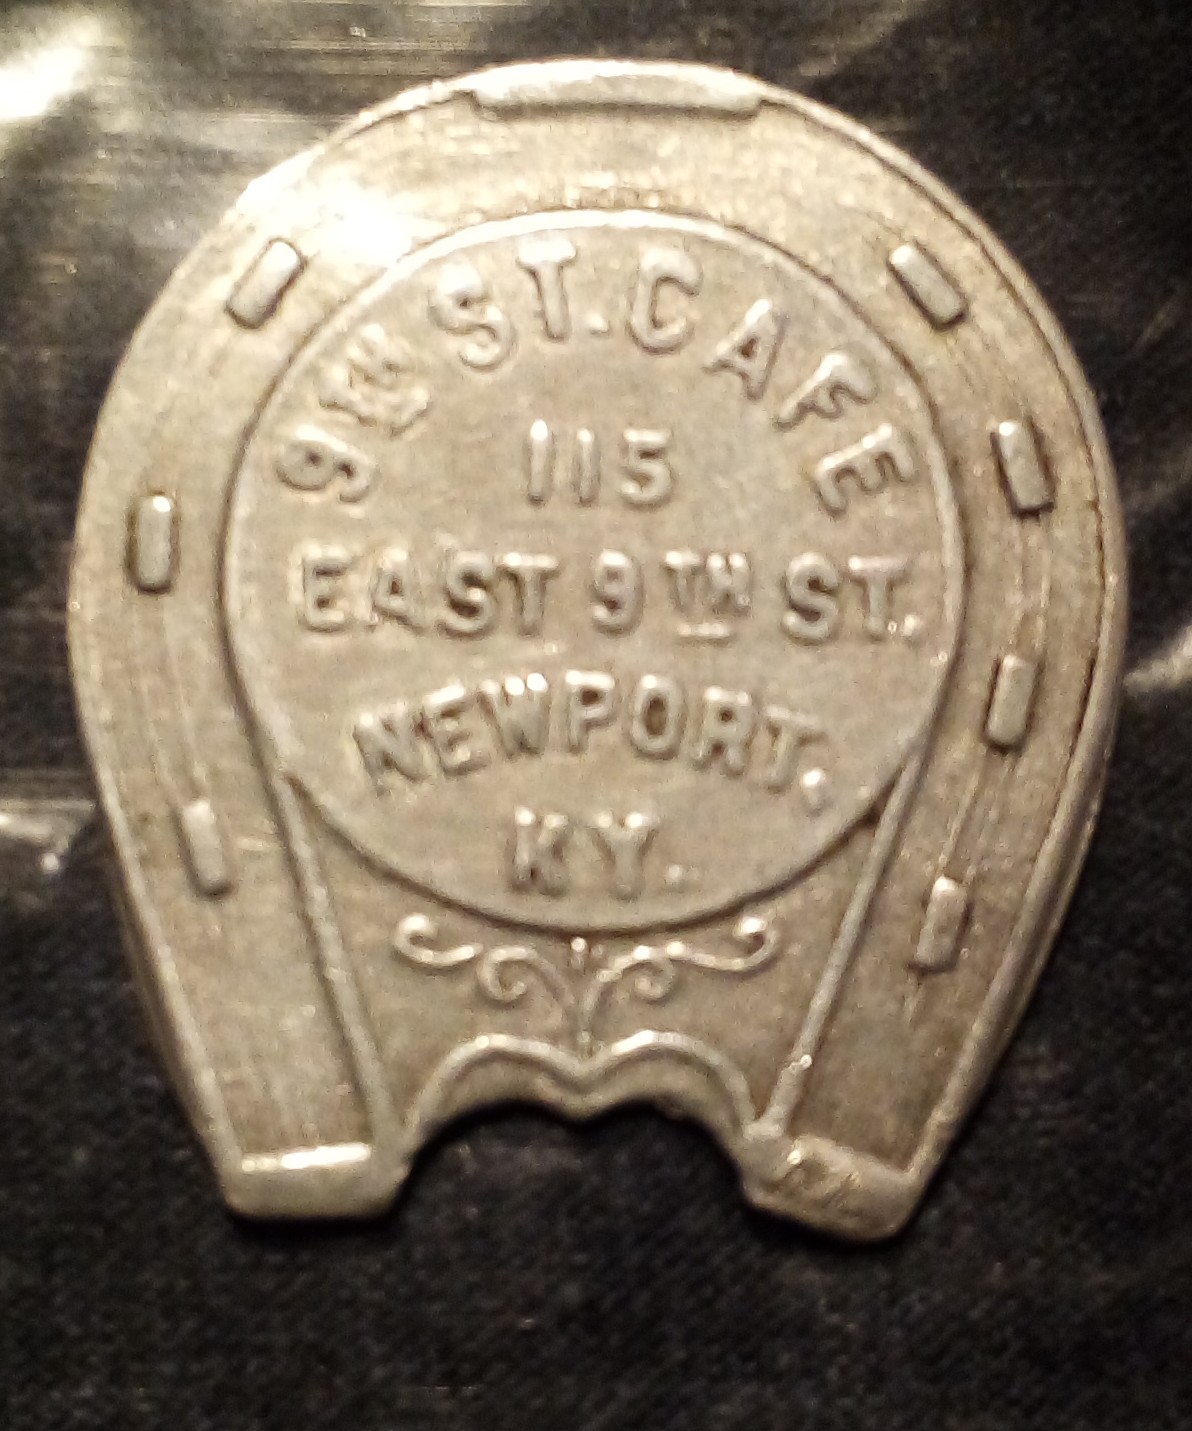 9TH ST. CAFE
115
EAST 9TH ST.
NEWPORT,
KY.